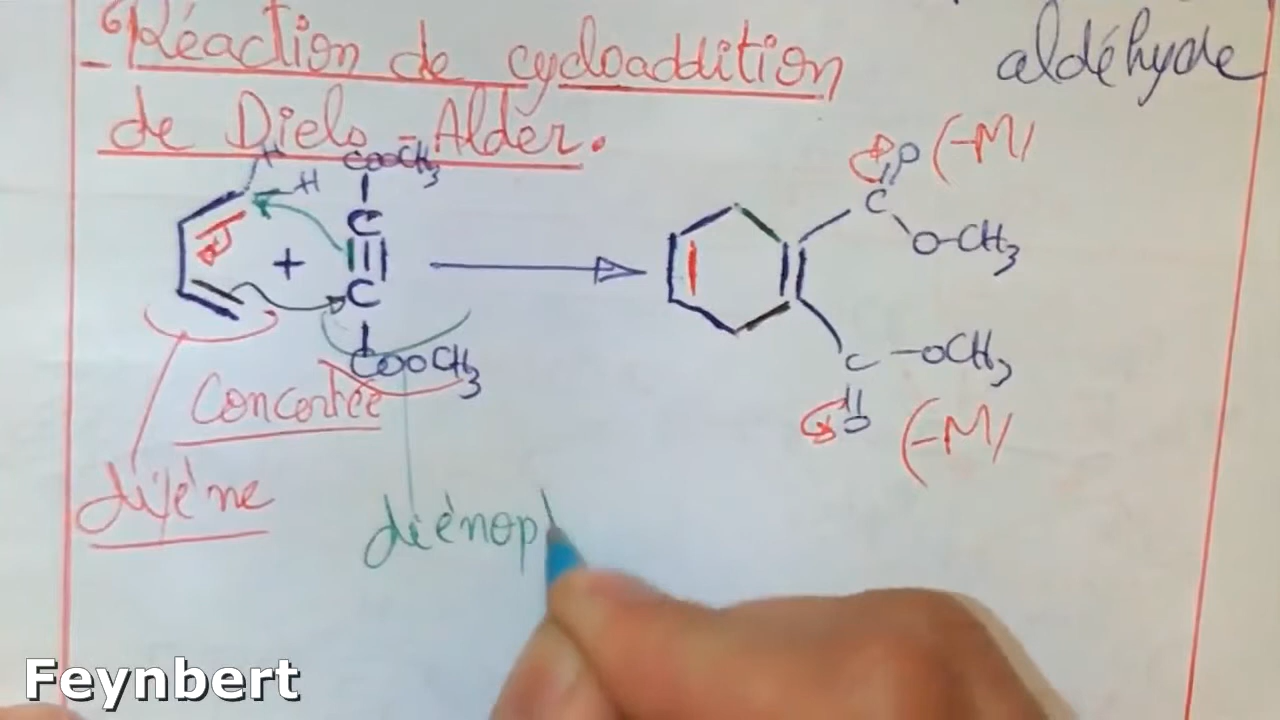 6) Réaction de cycloaddition
de Diels-Alder.
aldéhyde
H
H
COOCH3
C
+
C
COOCH3
O (-M)
C
O-CH3
C -OCH3
O (-M)
Concertée
diène
diénop
Feynbert